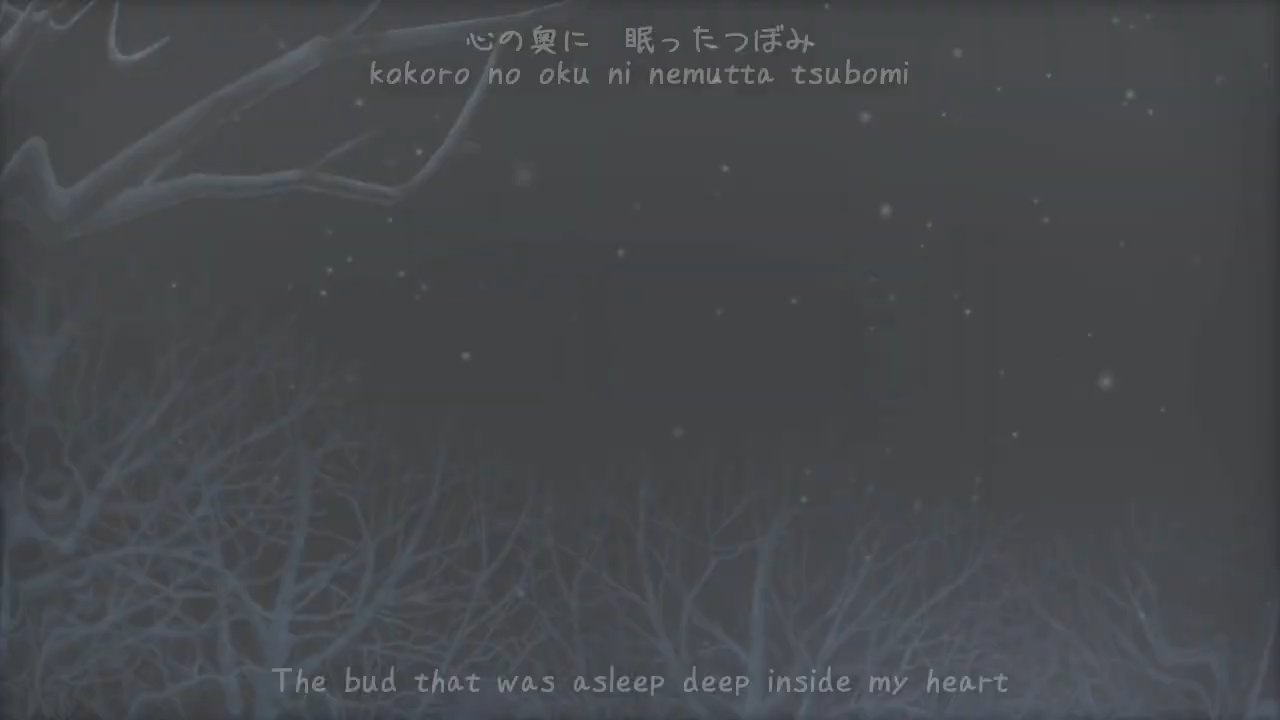 心の奥に　眠ったつぼみ
kokoro no oku ni nemutta tsubomi
The bud that was asleep deep inside my heart